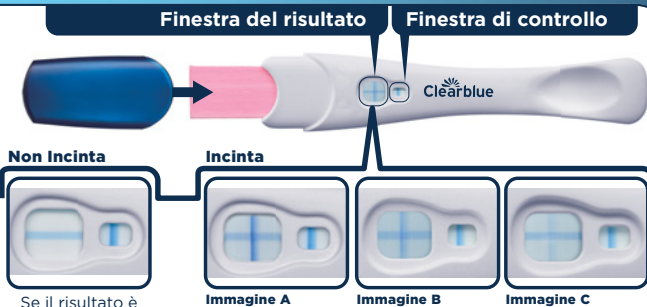 Finestra del risultato
Finestra di controllo
Clearblue
Non Incinta
Incinta
Se il risultato è
Immagine A
Immagine B
Immagine C